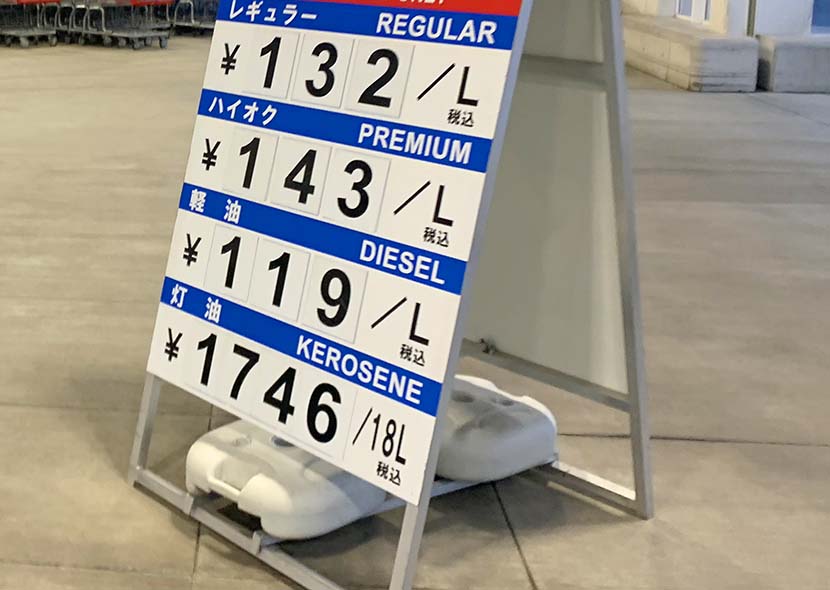 レギュラー REGULAR
¥132/L
税込
ハイオク PREMIUM
¥143/L
税込
軽油 DIESEL
¥119/L
税込
灯油 KEROSENE
¥1746/18L
税込